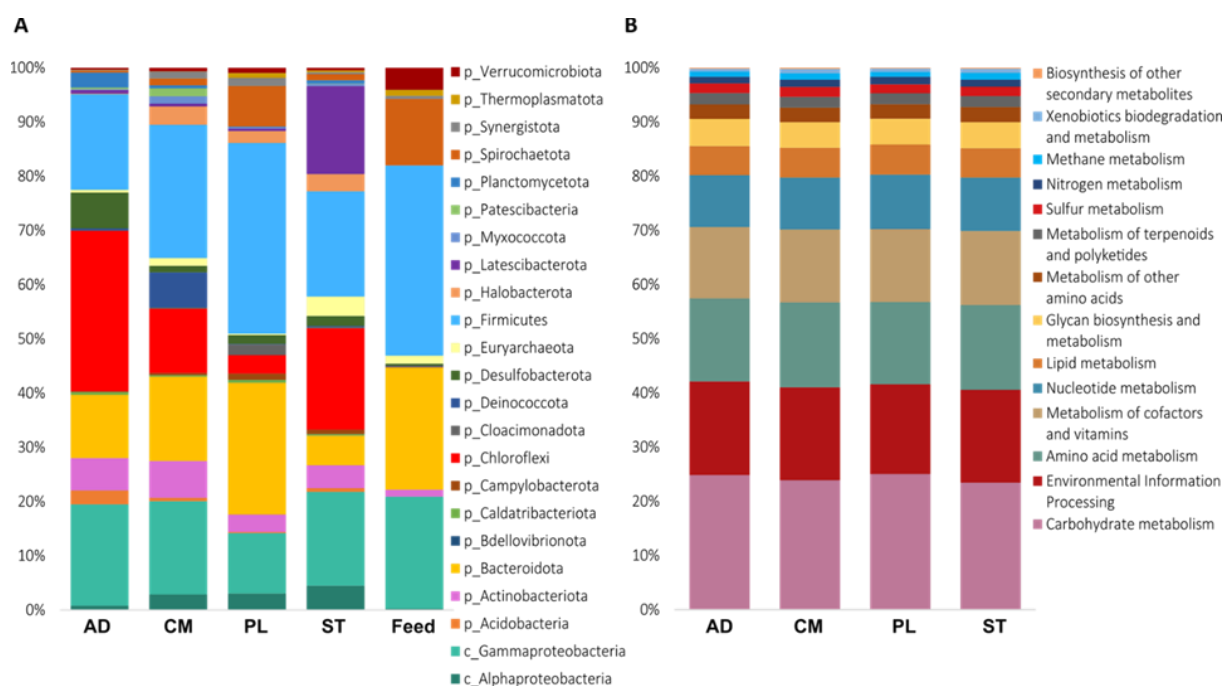 A
100%
90%
80%
70%
60%
50%
40%
30%
20%
10%
0%
AD CM PL ST Feed
p_Verrucomicrobiota
p_Thermoplasmatota
p_Synergistota
p_Spirochaetota
p_Planctomycetota
p_Patescibacteria
p_Myxococcota
p_Latescibacterota
p_Halobacterota
p_Firmicutes
p_Euryarchaeota
p_Desulfobacterota
p_Deinococcota
p_Cloacimonadota
p_Chloroflexi
p_Campylobacterota
p_Caldatribacteriota
p_Bdellovibrionota
p_Bacteroidota
p_Actinobacteriota
p_Acidobacteria
c_Gammaproteobacteria
c_Alphaproteobacteria
B
100%
90%
80%
70%
60%
50%
40%
30%
20%
10%
0%
AD CM PL ST
Biosynthesis of other
secondary metabolites
Xenobiotics biodegradation
and metabolism
Methane metabolism
Nitrogen metabolism
Sulfur metabolism
Metabolism of terpenoids
and polyketides
Metabolism of other
amino acids
Glycan biosynthesis and
metabolism
Lipid metabolism
Nucleotide metabolism
Metabolism of cofactors
and vitamins
Amino acid metabolism
Environmental Information
Processing
Carbohydrate metabolism